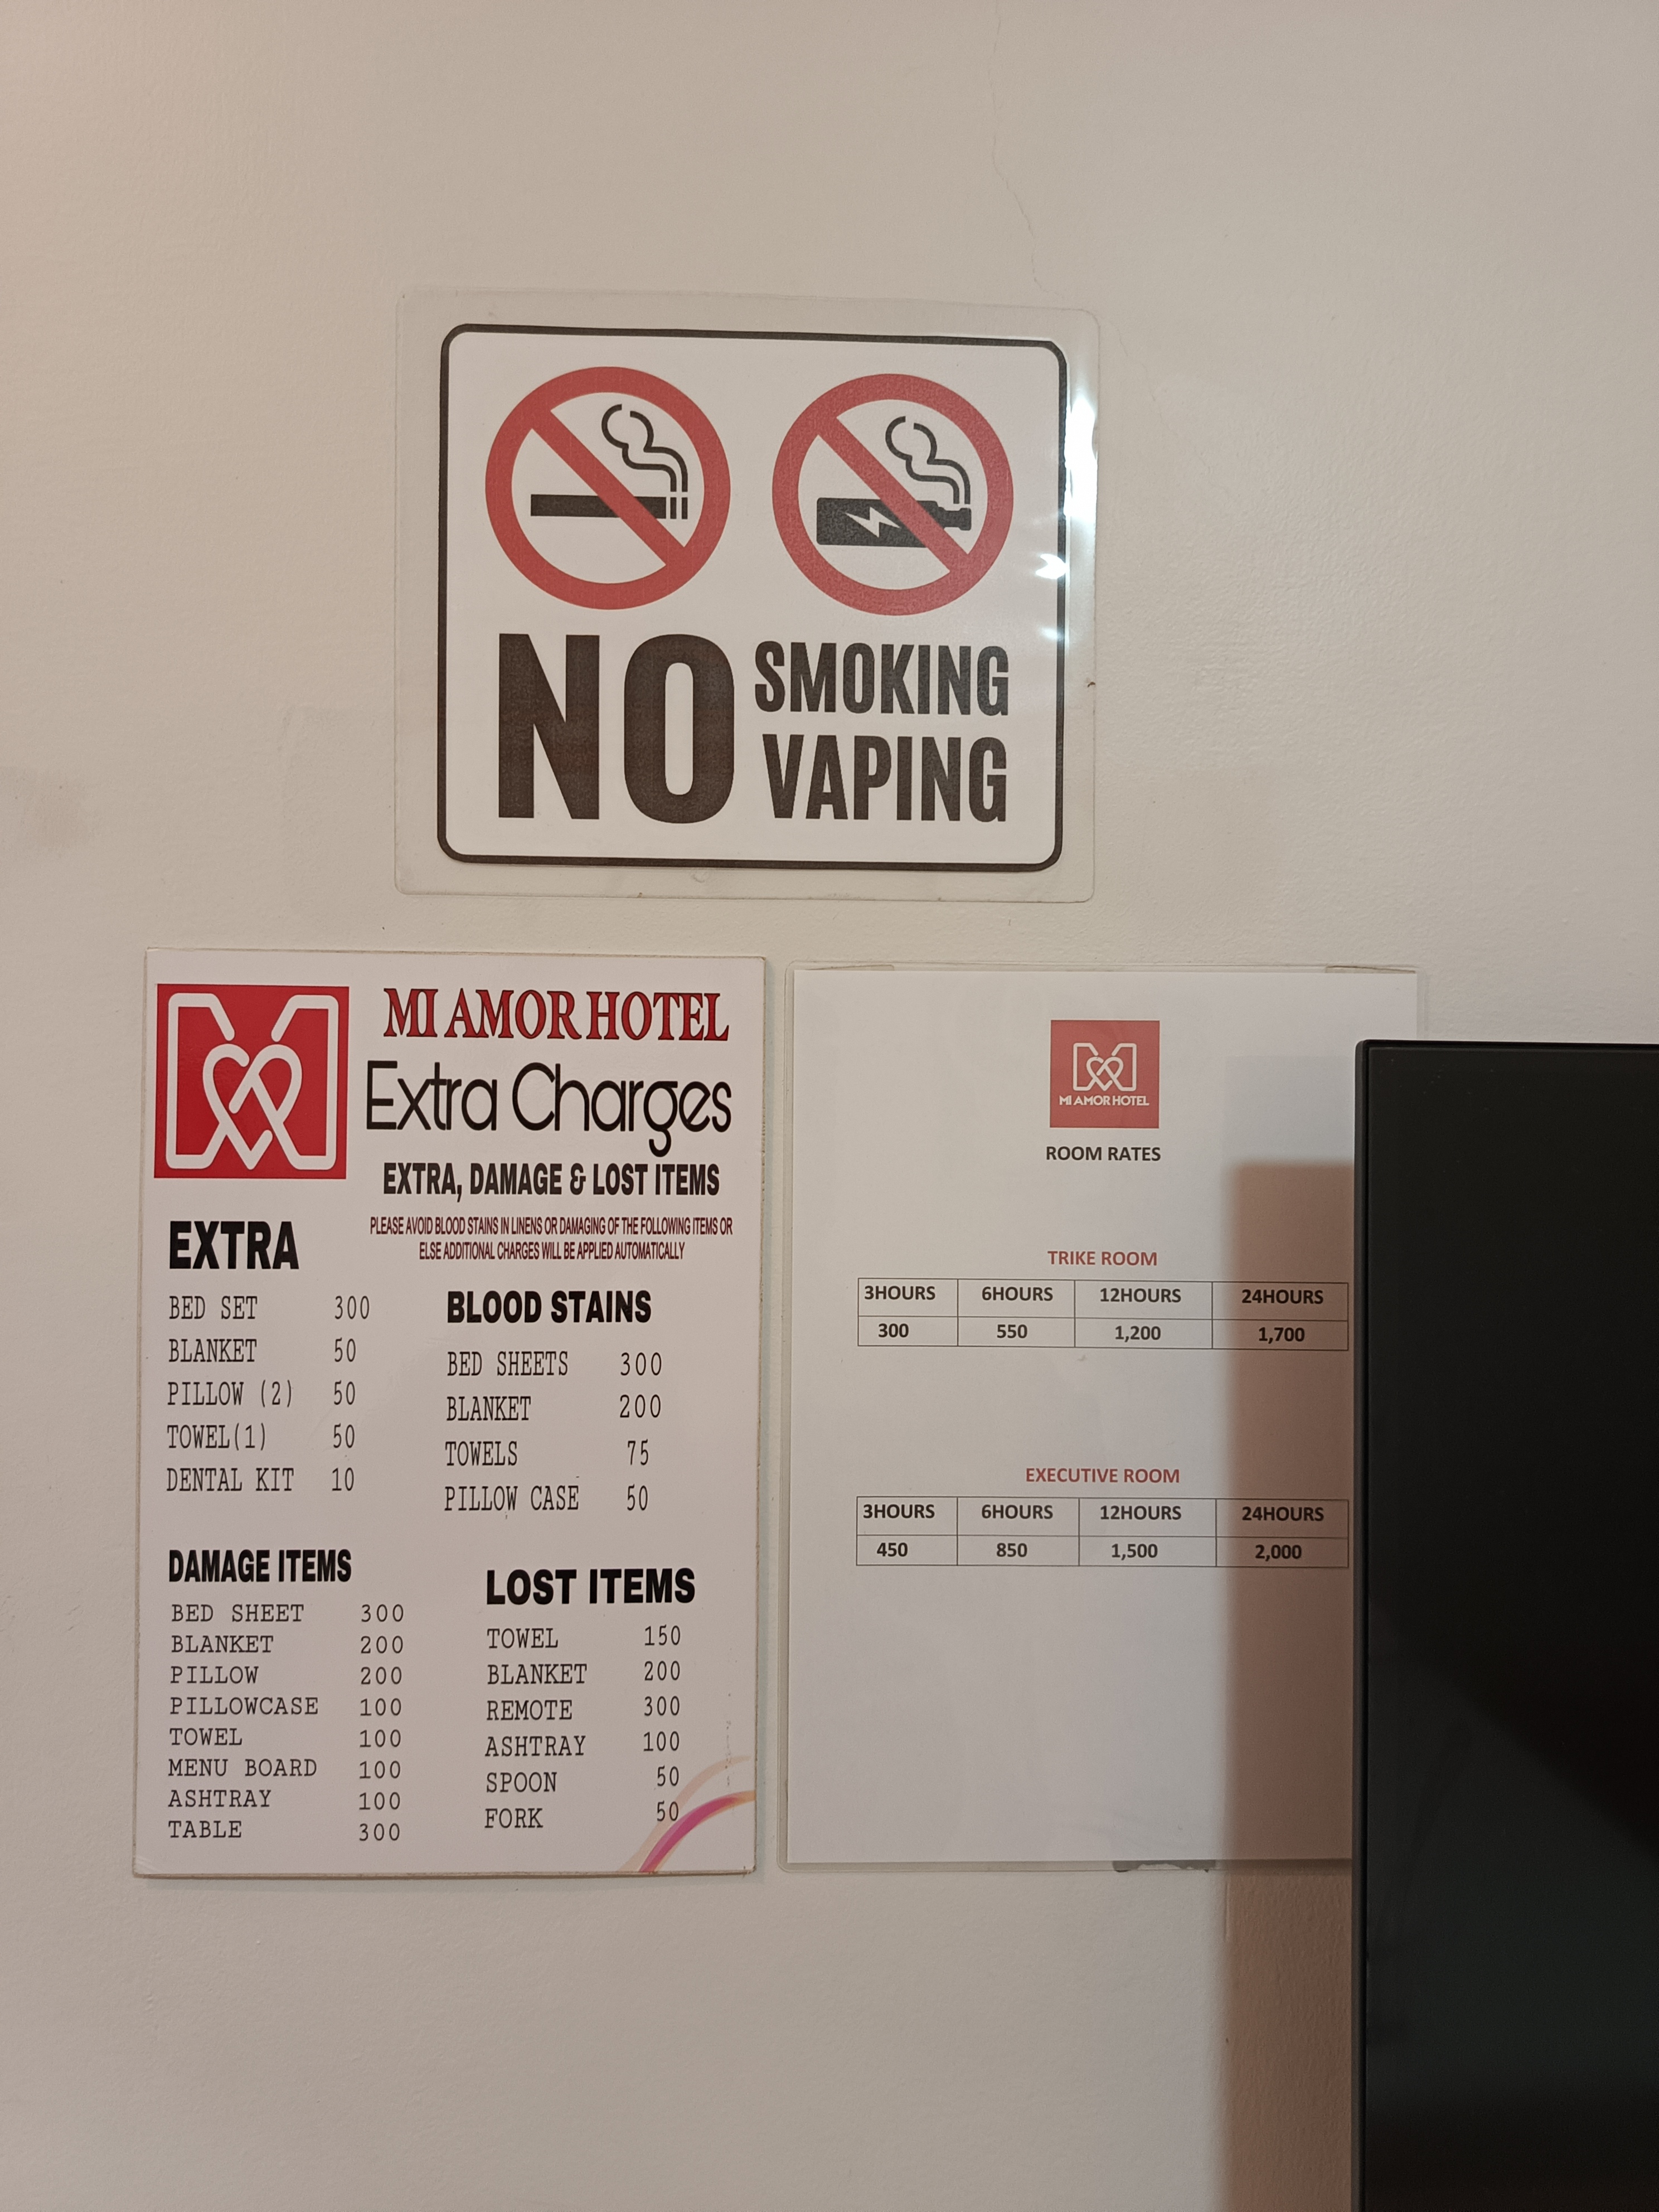 NO SMOKING
VAPING
MI AMOR HOTEL
Extra Charges
EXTRA, DAMAGE & LOST ITEMS
PLEASE AVOID BLOOD STAINS IN LINENS OR DAMAGING OF THE FOLLOWING ITEMS OR
ELSE ADDITIONAL CHARGES WILL BE APPLIED AUTOMATICALLY
EXTRA
BED SET 300
BLANKET 50
PILLOW (2) 50
TOWEL(1) 50
DENTAL KIT 10
BLOOD STAINS
BED SHEETS 300
BLANKET 200
TOWELS 75
PILLOW CASE 50
DAMAGE ITEMS
BED SHEET 300
BLANKET 200
PILLOW 200
PILLOWCASE 100
TOWEL 100
MENU BOARD 100
ASHTRAY 100
TABLE 300
LOST ITEMS
TOWEL 150
BLANKET 200
REMOTE 300
ASHTRAY 100
SPOON 50
FORK 50
MI AMOR HOTEL
ROOM RATES
TRIKE ROOM
3HOURS 6HOURS 12HOURS 24HOURS
300 550 1,200 1,700
EXECUTIVE ROOM
3HOURS 6HOURS 12HOURS 24HOURS
450 850 1,500 2,000